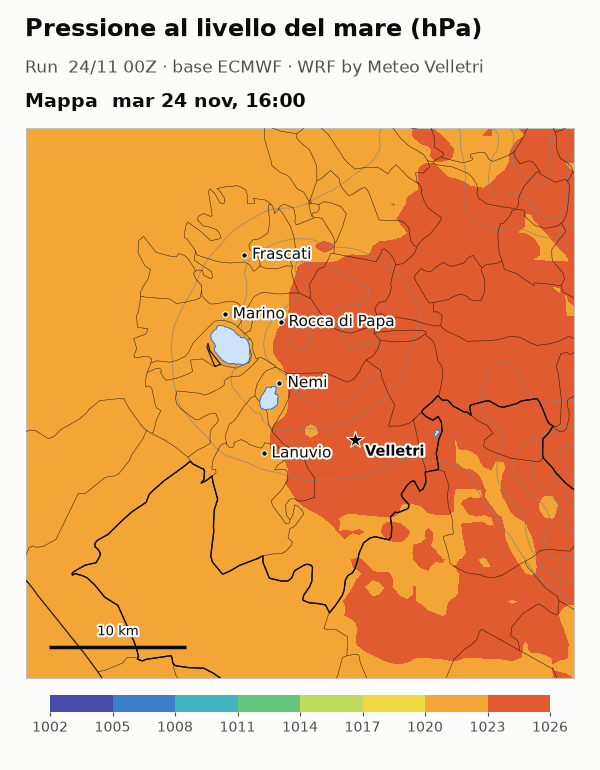 Pressione al livello del mare (hPa)
Run  24/11 00Z · base ECMWF · WRF by Meteo Velletri
Mappa  mar 24 nov, 16:00
Frascati
Marino
Rocca di Papa
Nemi
Velletri
Lanuvio
10 km
1002 1005 1008 1011 1014 1017 1020 1023 1026